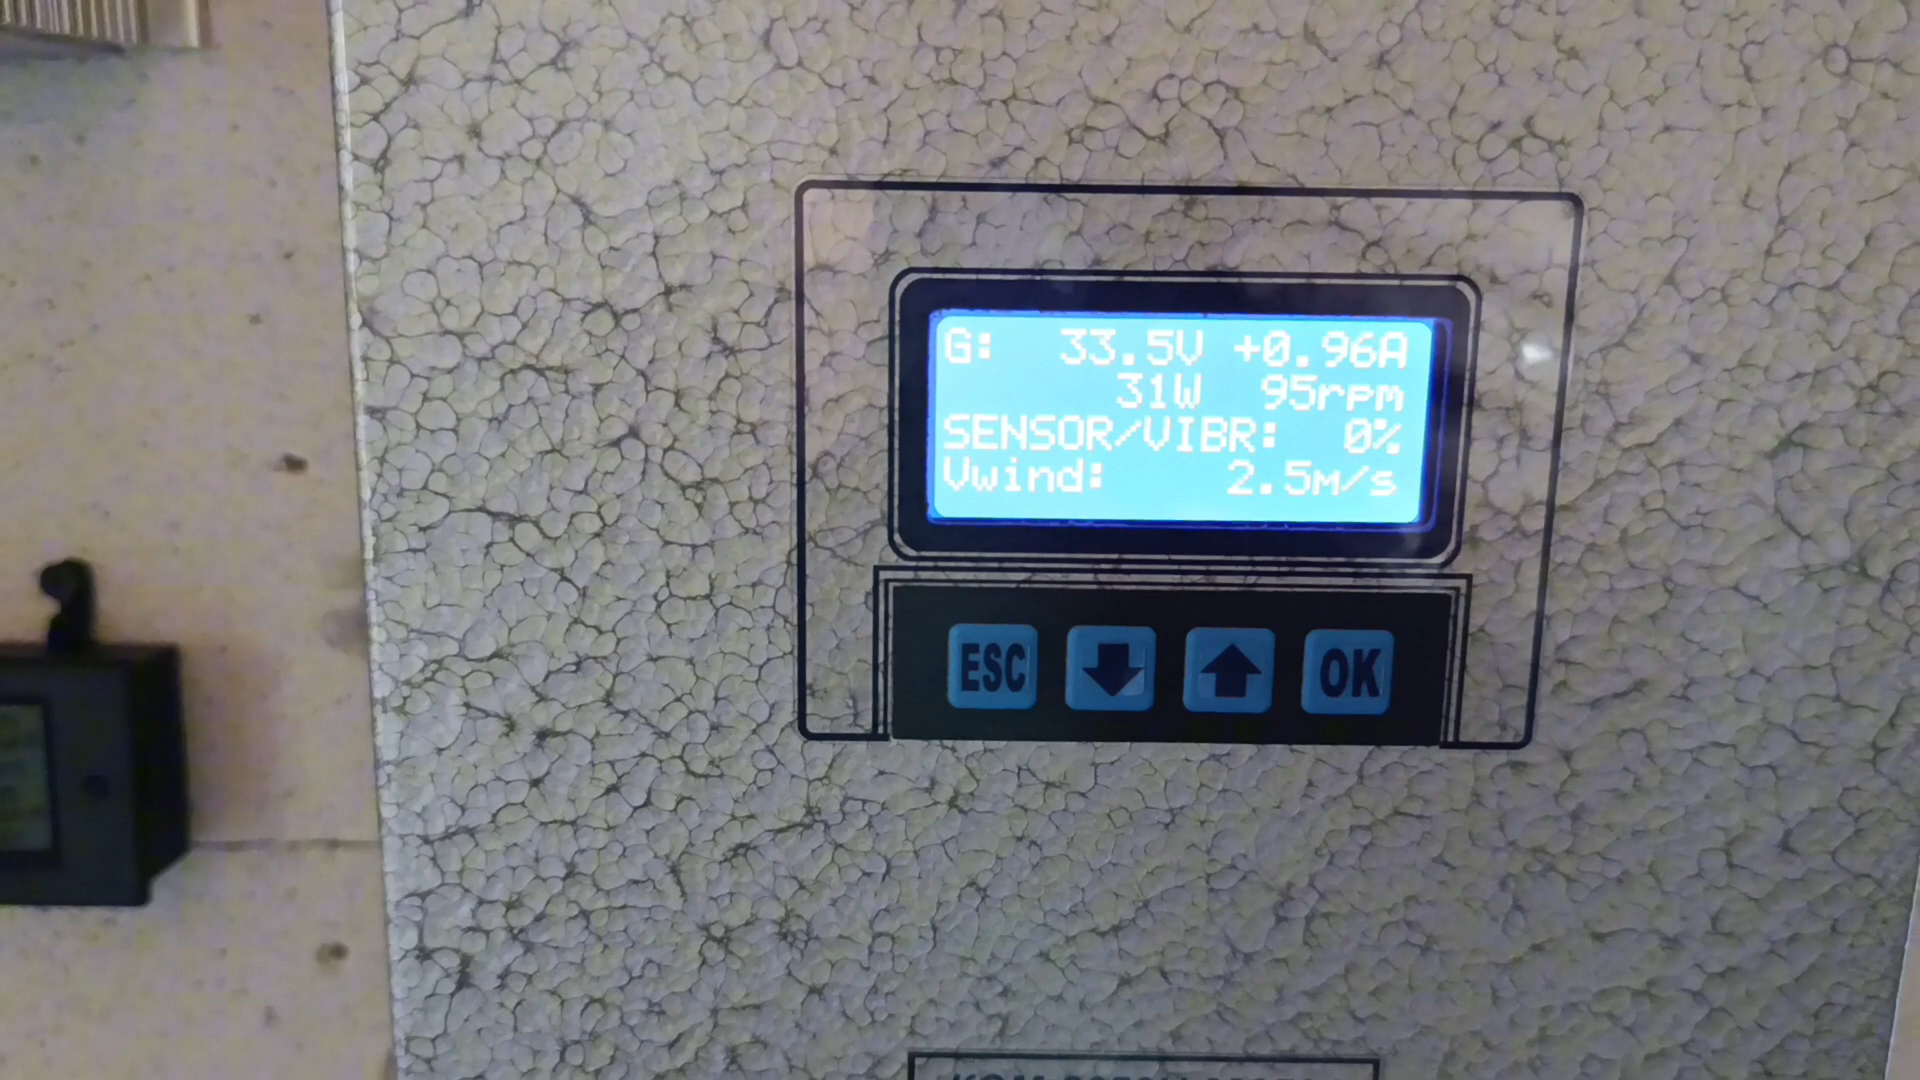 G: 33.5V +0.96A
31W 95rpm
SENSOR/VIBR: 0%
Vwind: 2.5m/s
ESC OK